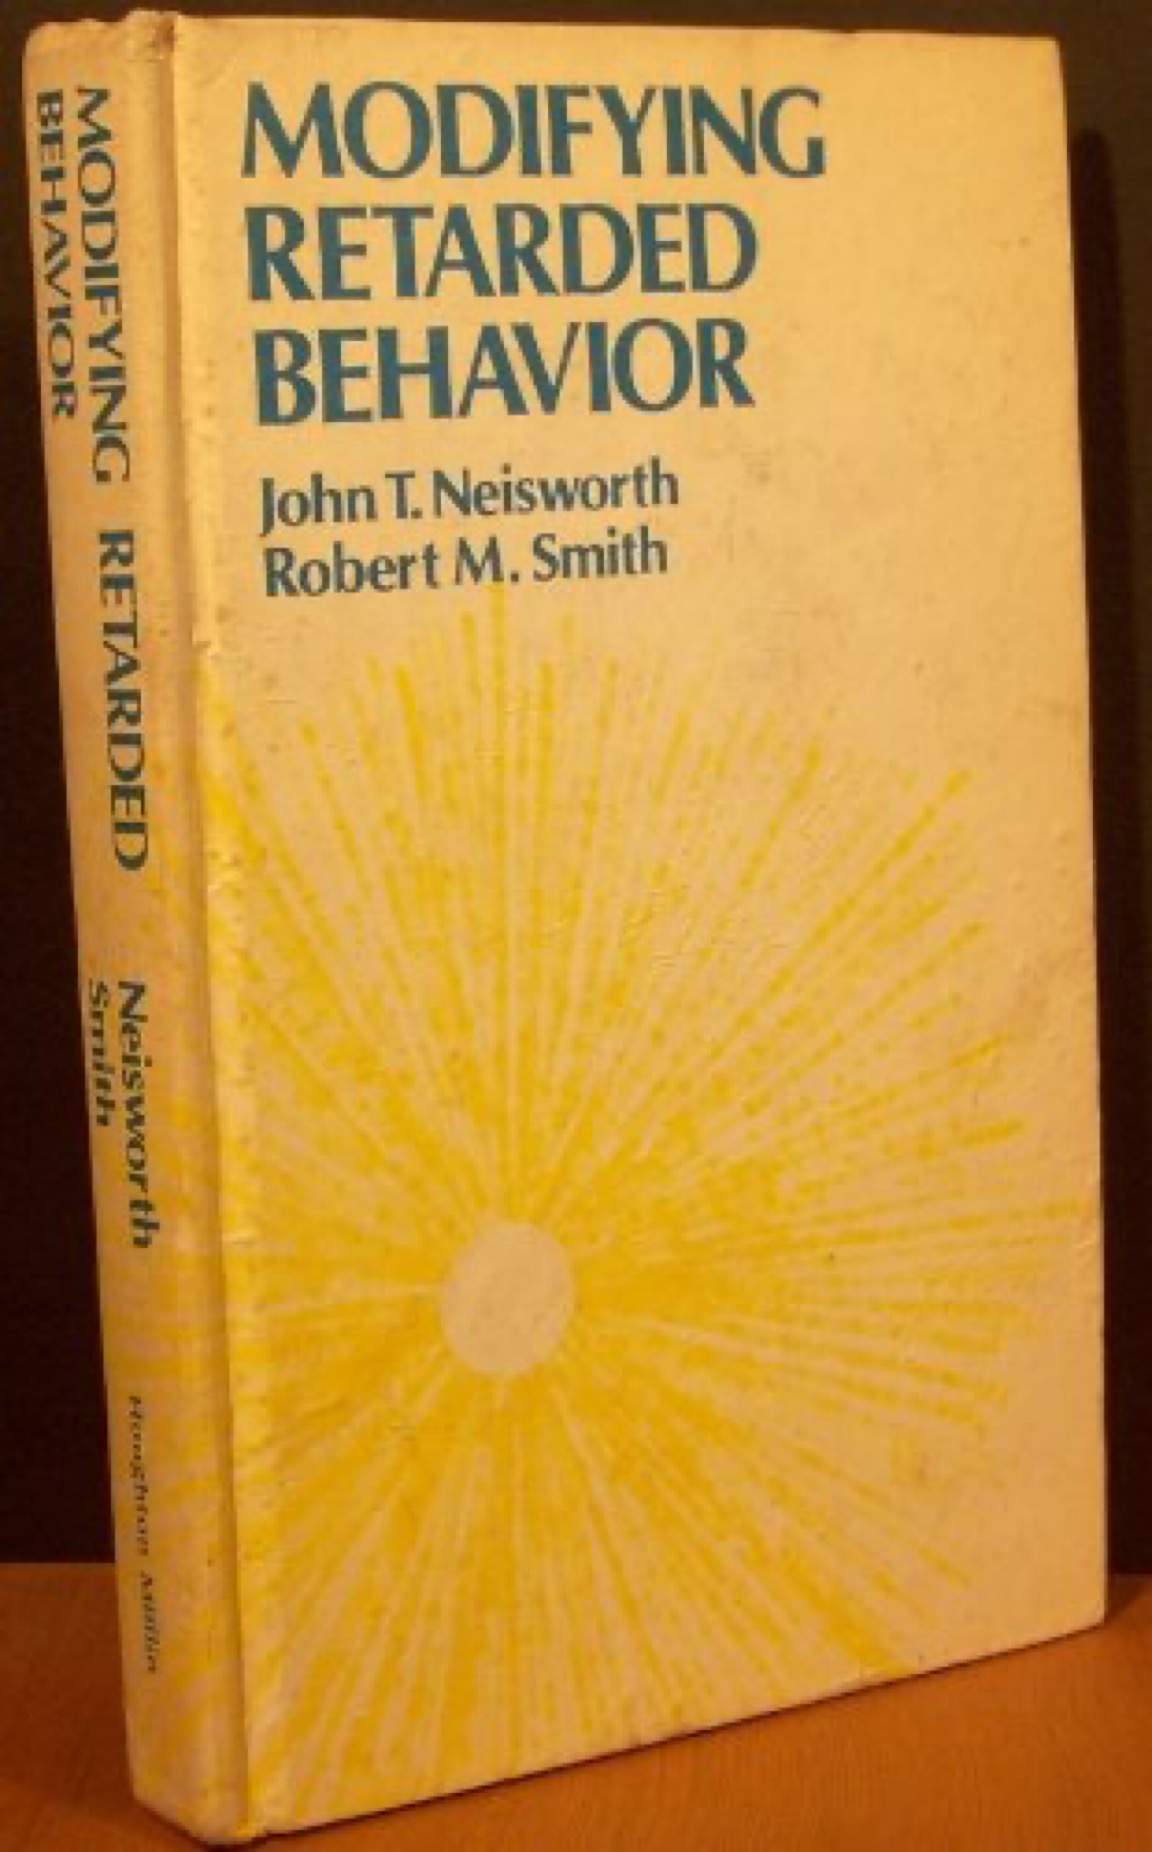 MODIFYING
RETARDED
BEHAVIOR
John T. Neisworth
Robert M. Smith
MODIFYING RETARDED
BEHAVIOR
Neisworth
Smith
Houghton Mifflin